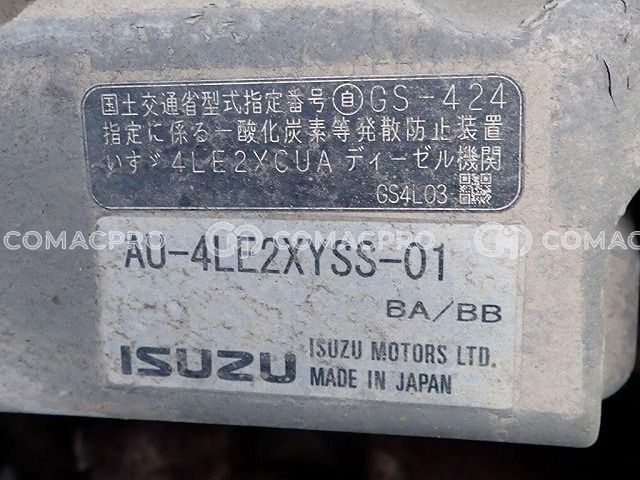 国土交通省型式指定番号 自 GS-424
指定に係る一酸化炭素等発散防止装置
いすゞ 4LE2XCUA ディーゼル機関
GS4L03
COMACPRO COMACPRO COMACPRO
AU-4LE2XYSS-01
BA/BB
ISUZU ISUZU MOTORS LTD.
MADE IN JAPAN